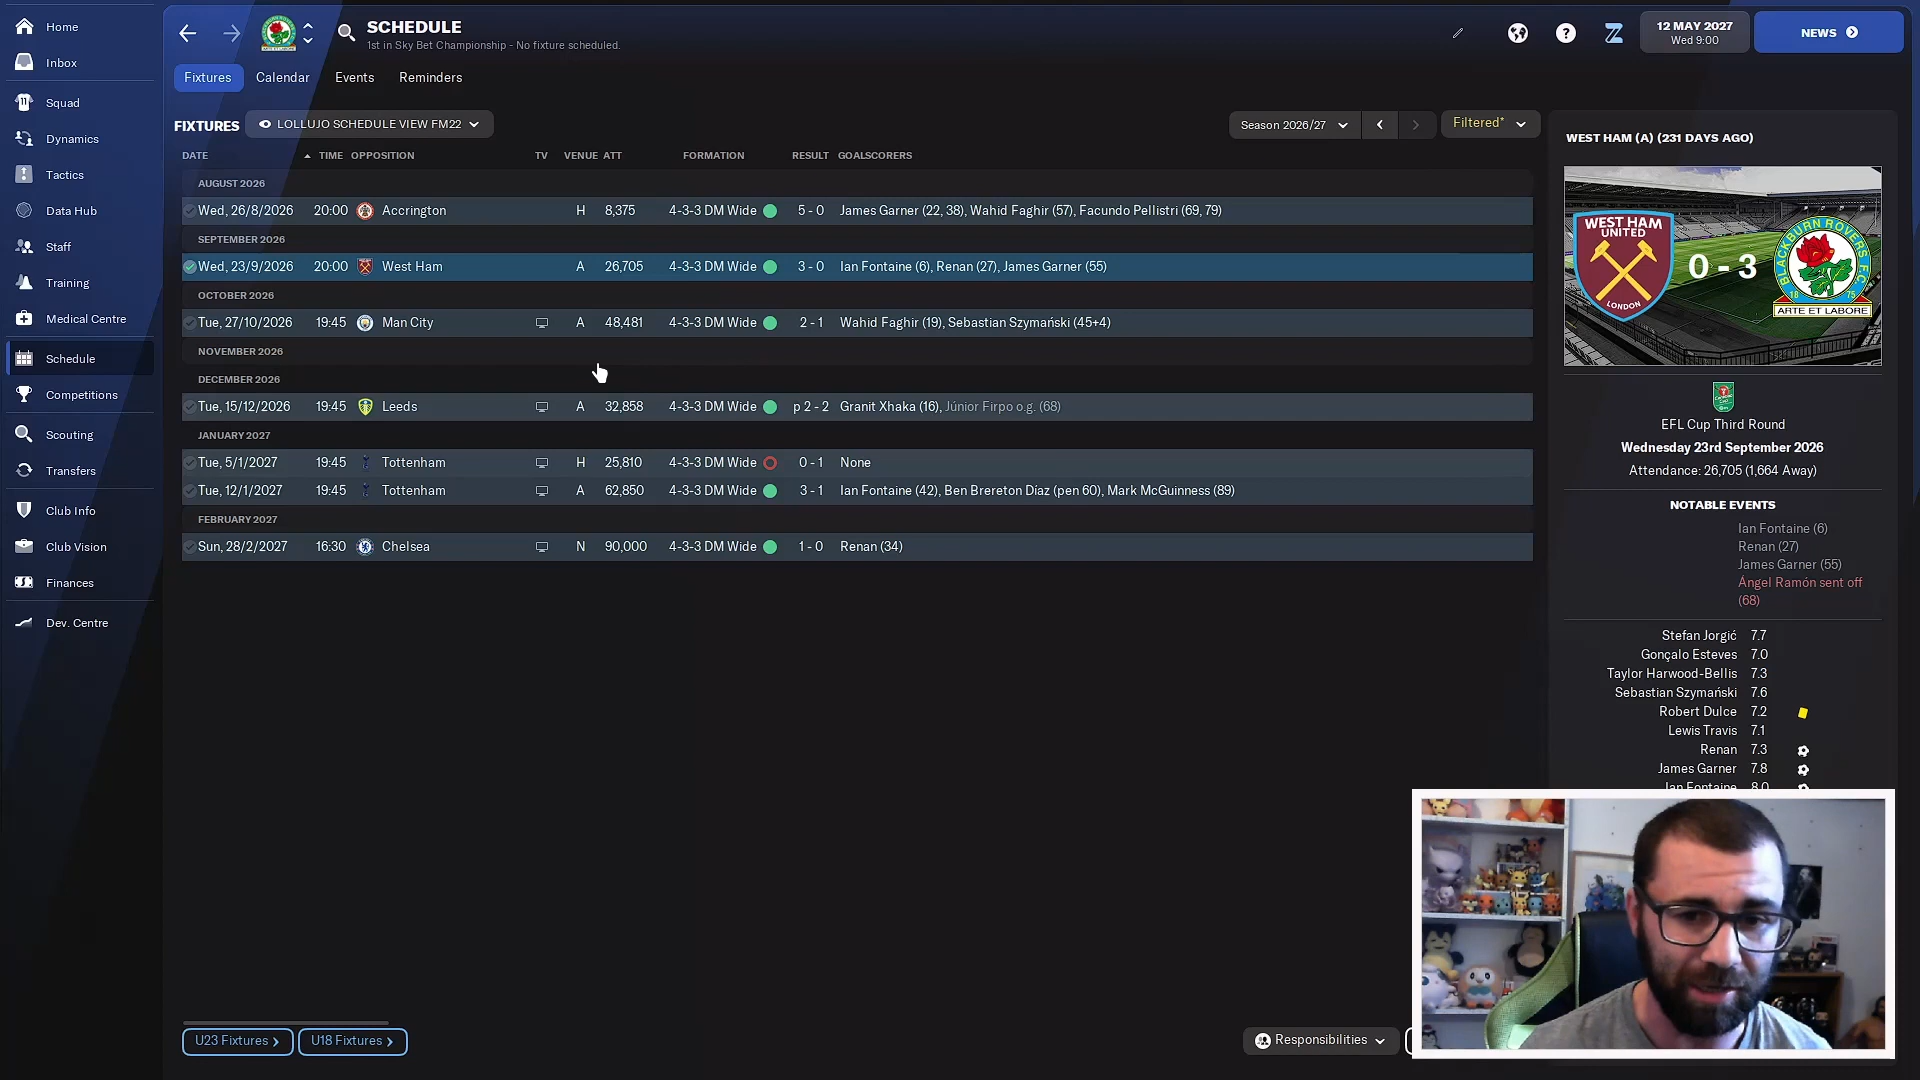 Home
Inbox
Squad
Dynamics
Tactics
Data Hub
Staff
Training
Medical Centre
Schedule
Competitions
Scouting
Transfers
Club Info
Club Vision
Finances
Dev. Centre
SCHEDULE
1st in Sky Bet Championship - No fixture scheduled.
12 MAY 2027
Wed 9:00
NEWS
Fixtures Calendar Events Reminders
FIXTURES LOLLUJO SCHEDULE VIEW FM22 Season 2026/27 Filtered*
DATE TIME OPPOSITION TV VENUE ATT FORMATION RESULT GOALSCORERS
AUGUST 2026
Wed, 26/8/2026 20:00 Accrington H 8,375 4-3-3 DM Wide 5 - 0 James Garner (22, 38), Wahid Faghir (57), Facundo Pellistri (69, 79)
SEPTEMBER 2026
Wed, 23/9/2026 20:00 West Ham A 26,705 4-3-3 DM Wide 3 - 0 Ian Fontaine (6), Renan (27), James Garner (55)
OCTOBER 2026
Tue, 27/10/2026 19:45 Man City A 48,481 4-3-3 DM Wide 2 - 1 Wahid Faghir (19), Sebastian Szymański (45+4)
NOVEMBER 2026
DECEMBER 2026
Tue, 15/12/2026 19:45 Leeds A 32,858 4-3-3 DM Wide p 2 - 2 Granit Xhaka (16), Júnior Firpo o.g. (68)
JANUARY 2027
Tue, 5/1/2027 19:45 Tottenham H 25,810 4-3-3 DM Wide 0 - 1 None
Tue, 12/1/2027 19:45 Tottenham A 62,850 4-3-3 DM Wide 3 - 1 Ian Fontaine (42), Ben Brereton Díaz (pen 60), Mark McGuinness (89)
FEBRUARY 2027
Sun, 28/2/2027 16:30 Chelsea N 90,000 4-3-3 DM Wide 1 - 0 Renan (34)
U23 Fixtures U18 Fixtures
Responsibilities
WEST HAM (A) (231 DAYS AGO)
WEST HAM
UNITED
LONDON
0 - 3
BLACKBURN ROVERS F.C.
18 75
ARTE ET LABORE
EFL Cup Third Round
Wednesday 23rd September 2026
Attendance: 26,705 (1,664 Away)
NOTABLE EVENTS
Ian Fontaine (6)
Renan (27)
James Garner (55)
Ángel Ramón sent off
(68)
Stefan Jorgić 7.7
Gonçalo Esteves 7.0
Taylor Harwood-Bellis 7.3
Sebastian Szymański 7.6
Robert Dulce 7.2
Lewis Travis 7.1
Renan 7.3
James Garner 7.8
Ian Fontaine 8.0